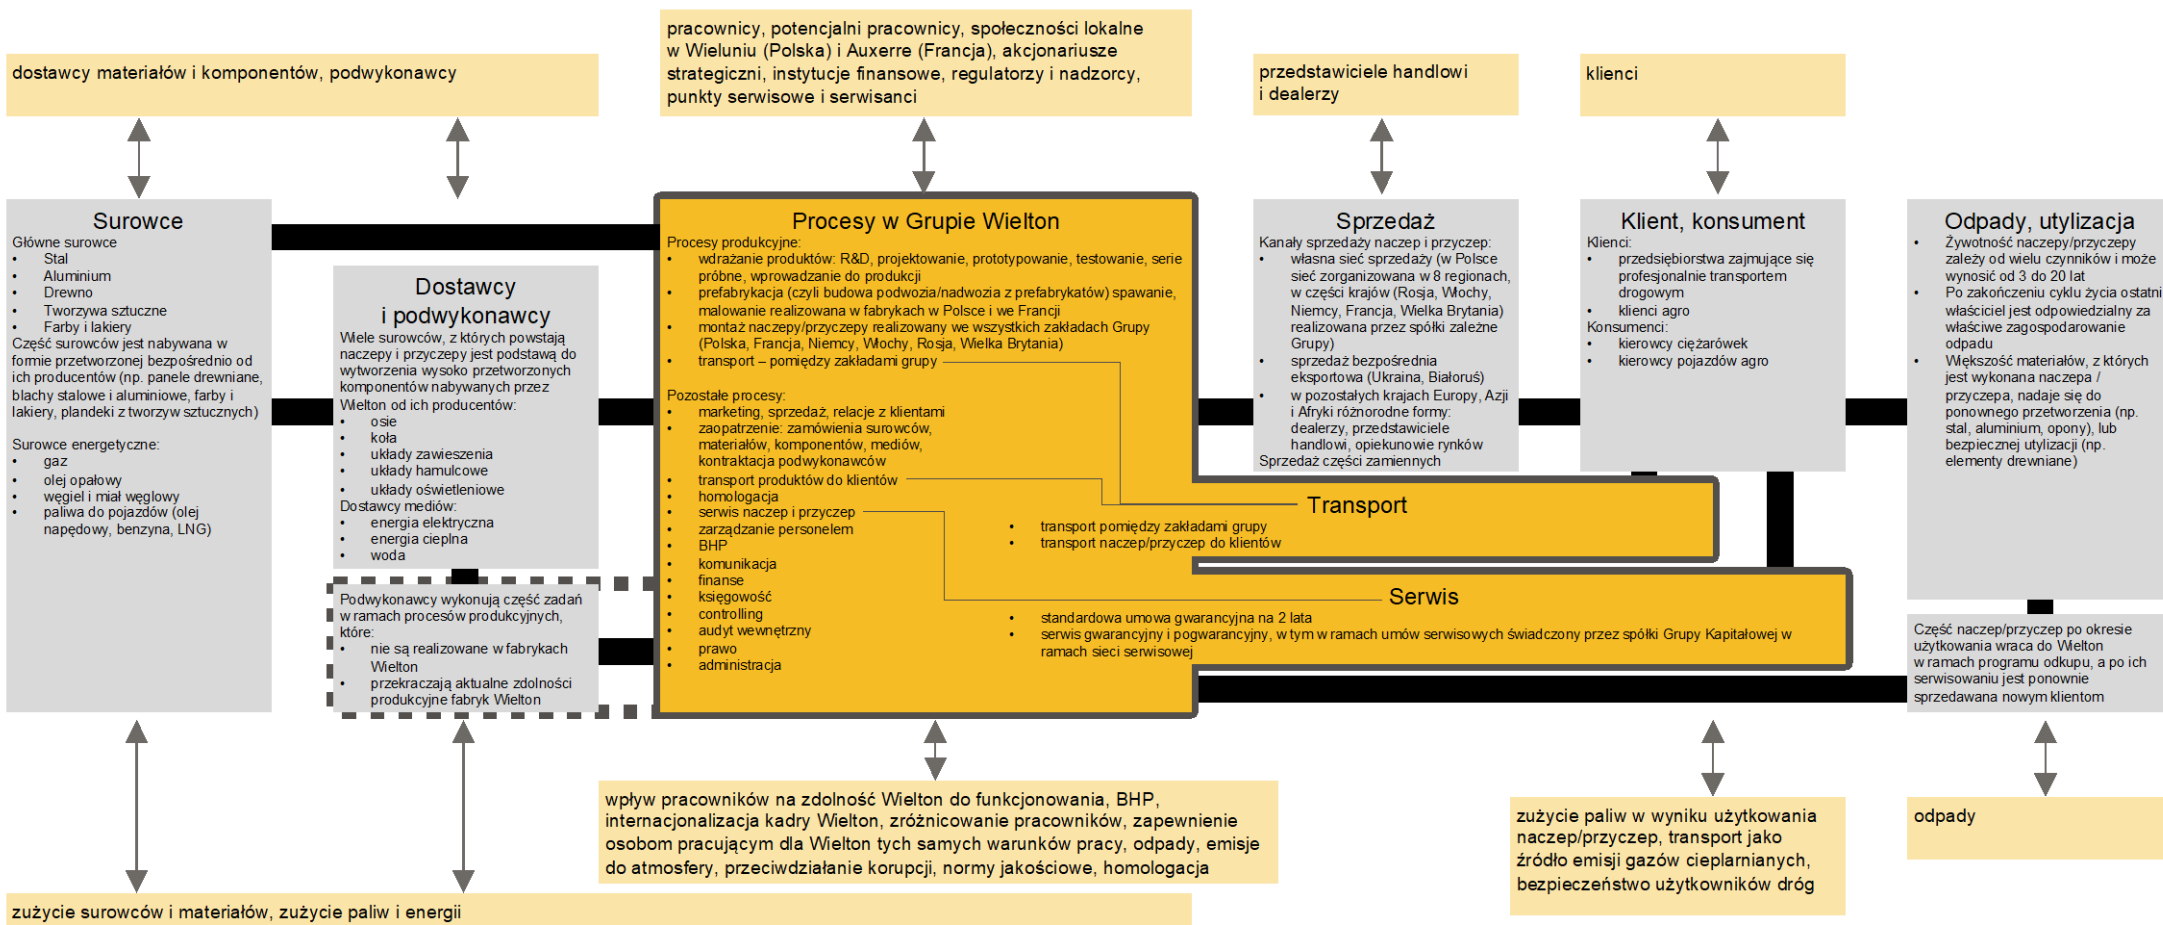 dostawcy materiałów i komponentów, podwykonawcy
pracownicy, potencjalni pracownicy, społeczności lokalne
w Wieluniu (Polska) i Auxerre (Francja), akcjonariusze
strategiczni, instytucje finansowe, regulatorzy i nadzorcy,
punkty serwisowe i serwisanci
przedstawiciele handlowi
i dealerzy
klienci
Surowce
Główne surowce
• Stal
• Aluminium
• Drewno
• Tworzywa sztuczne
• Farby i lakiery
Część surowców jest nabywana w
formie przetworzonej bezpośrednio od
ich producentów (np. panele drewniane,
blachy stalowe i aluminiowe, farby i
lakiery, plandeki z tworzyw sztucznych)
Surowce energetyczne:
• gaz
• olej opałowy
• węgiel i miał węglowy
• paliwa do pojazdów (olej
napędowy, benzyna, LNG)
Dostawcy
i podwykonawcy
Wiele surowców, z których powstają
naczepy i przyczepy jest podstawą do
wytworzenia wysoko przetworzonych
komponentów nabywanych przez
Wielton od ich producentów:
• osie
• koła
• układy zawieszenia
• układy hamulcowe
• układy oświetleniowe
Dostawcy mediów:
• energia elektryczna
• energia cieplna
• woda
Podwykonawcy wykonują część zadań
w ramach procesów produkcyjnych,
które:
• nie są realizowane w fabrykach
Wielton
• przekraczają aktualne zdolności
produkcyjne fabryk Wielton
Procesy w Grupie Wielton
Procesy produkcyjne:
• wdrażanie produktów: R&D, projektowanie, prototypowanie, testowanie, serie
próbne, wprowadzanie do produkcji
• prefabrykacja (czyli budowa podwozia/nadwozia z prefabrykatów) spawanie,
malowanie realizowana w fabrykach w Polsce i we Francji
• montaż naczepy/przyczepy realizowany we wszystkich zakładach Grupy
(Polska, Francja, Niemcy, Włochy, Rosja, Wielka Brytania)
• transport – pomiędzy zakładami grupy
Pozostałe procesy:
• marketing, sprzedaż, relacje z klientami
• zaopatrzenie: zamówienia surowców,
materiałów, komponentów, mediów,
kontraktacja podwykonawców
• transport produktów do klientów
• homologacja
• serwis naczep i przyczep
• zarządzanie personelem
• BHP
• komunikacja
• finanse
• księgowość
• controlling
• audyt wewnętrzny
• prawo
• administracja
Transport
• transport pomiędzy zakładami grupy
• transport naczep/przyczep do klientów
Serwis
• standardowa umowa gwarancyjna na 2 lata
• serwis gwarancyjny i pogwarancyjny, w tym w ramach umów serwisowych świadczony przez spółki Grupy Kapitałowej w
ramach sieci serwisowej
Sprzedaż
Kanały sprzedaży naczep i przyczep:
• własna sieć sprzedaży (w Polsce
sieć zorganizowana w 8 regionach,
w części krajów (Rosja, Włochy,
Niemcy, Francja, Wielka Brytania)
realizowana przez spółki zależne
Grupy)
• sprzedaż bezpośrednia
eksportowa (Ukraina, Białoruś)
• w pozostałych krajach Europy, Azji
i Afryki różnorodne formy:
dealerzy, przedstawiciele
handlowi, opiekunowie rynków
Sprzedaż części zamiennych
Klient, konsument
Klienci:
• przedsiębiorstwa zajmujące się
profesjonalnie transportem
drogowym
• klienci agro
Konsumenci:
• kierowcy ciężarówek
• kierowcy pojazdów agro
Odpady, utylizacja
• Żywotność naczepy/przyczepy
zależy od wielu czynników i może
wynosić od 3 do 20 lat
• Po zakończeniu cyklu życia ostatni
właściciel jest odpowiedzialny za
właściwe zagospodarowanie
odpadu
• Większość materiałów, z których
jest wykonana naczepa /
przyczepa, nadaje się do
ponownego przetworzenia (np.
stal, aluminium, opony), lub
bezpiecznej utylizacji (np.
elementy drewniane)
Część naczep/przyczep po okresie
użytkowania wraca do Wielton
w ramach programu odkupu, a po ich
serwisowaniu jest ponownie
sprzedawana nowym klientom
wpływ pracowników na zdolność Wielton do funkcjonowania, BHP,
internacjonalizacja kadry Wielton, zróżnicowanie pracowników, zapewnienie
osobom pracującym dla Wielton tych samych warunków pracy, odpady, emisje
do atmosfery, przeciwdziałanie korupcji, normy jakościowe, homologacja
zużycie paliw w wyniku użytkowania
naczep/przyczep, transport jako
źródło emisji gazów cieplarnianych,
bezpieczeństwo użytkowników dróg
odpady
zużycie surowców i materiałów, zużycie paliw i energii